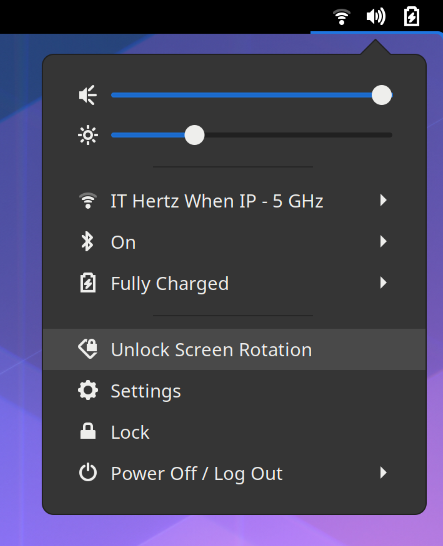 IT Hertz When IP - 5 GHz
On
Fully Charged
Unlock Screen Rotation
Settings
Lock
Power Off / Log Out